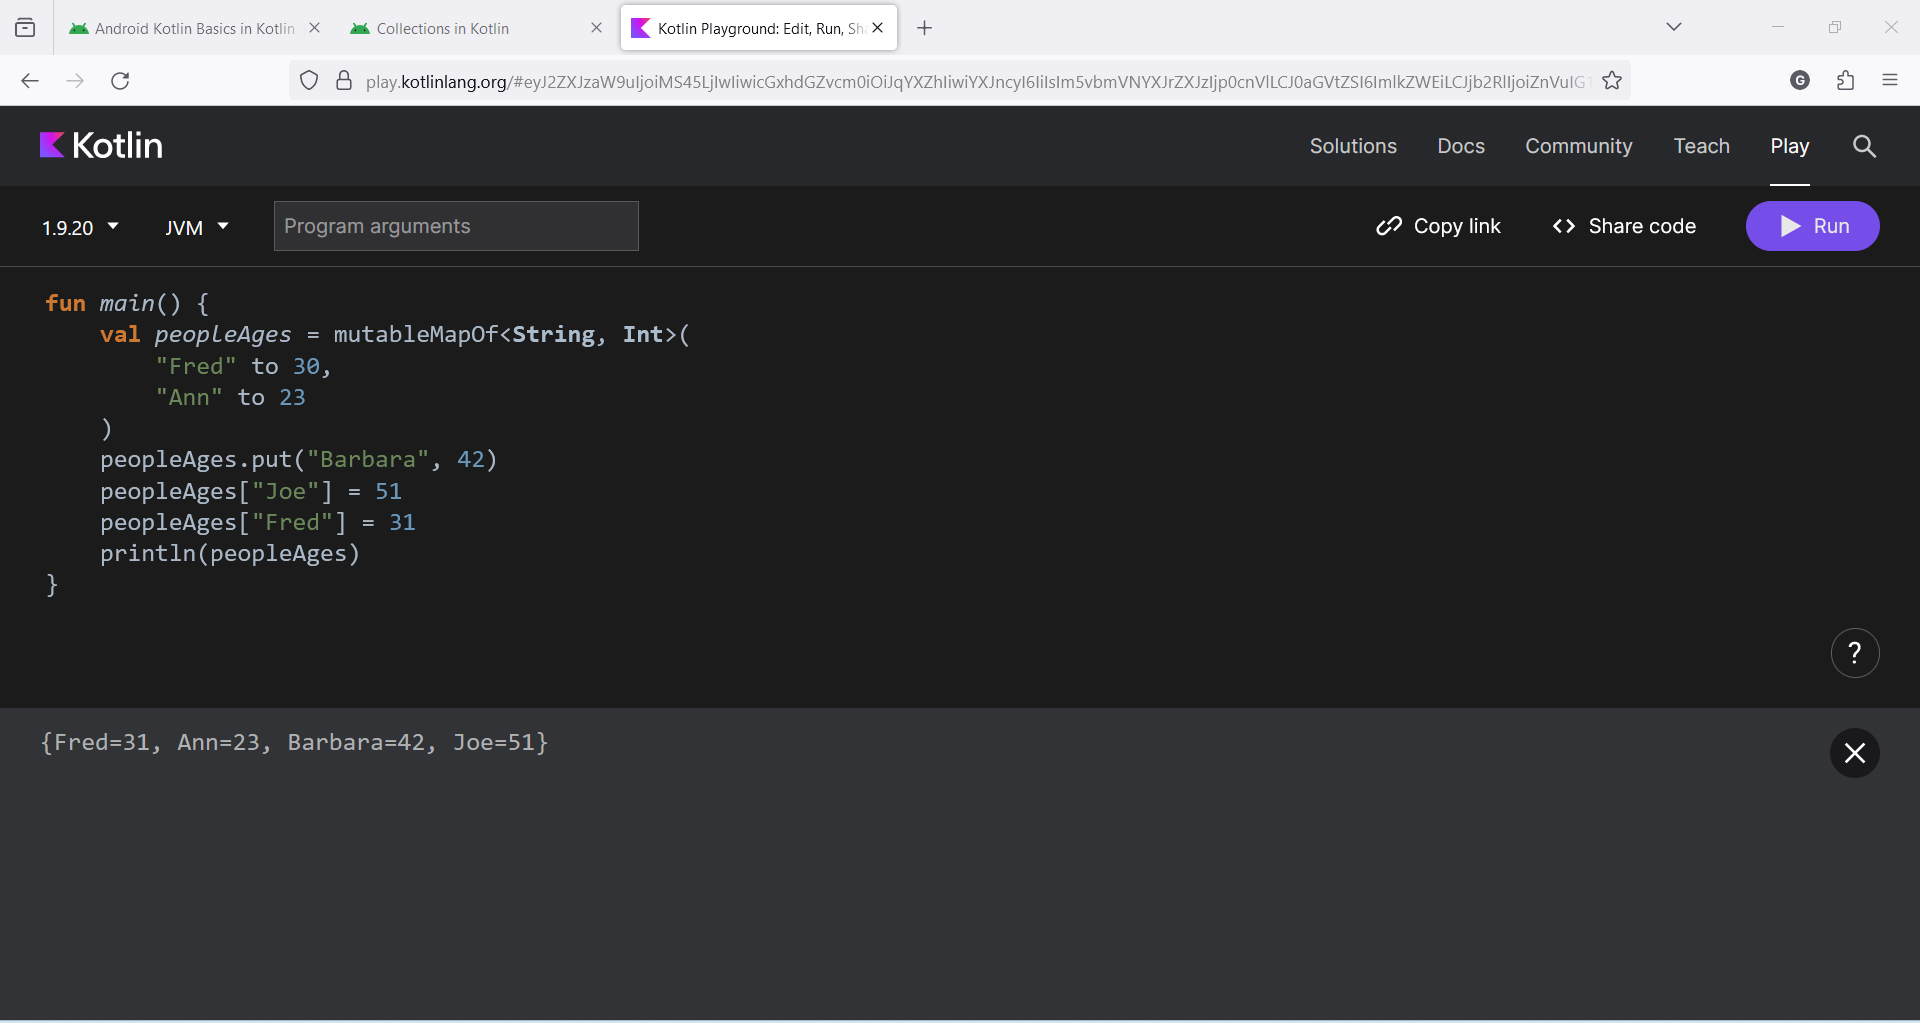 Android Kotlin Basics in Kotlin
Collections in Kotlin
Kotlin Playground: Edit, Run, Sh
play.kotlinlang.org/
Kotlin
Solutions
Docs
Community
Teach
Play
1.9.20
JVM
Program arguments
Copy link
<> Share code
Run
fun main() {
    val peopleAges = mutableMapOf<String, Int>(
        "Fred" to 30,
        "Ann" to 23
    )
    peopleAges.put("Barbara", 42)
    peopleAges["Joe"] = 51
    peopleAges["Fred"] = 31
    println(peopleAges)
}
?
{Fred=31, Ann=23, Barbara=42, Joe=51}